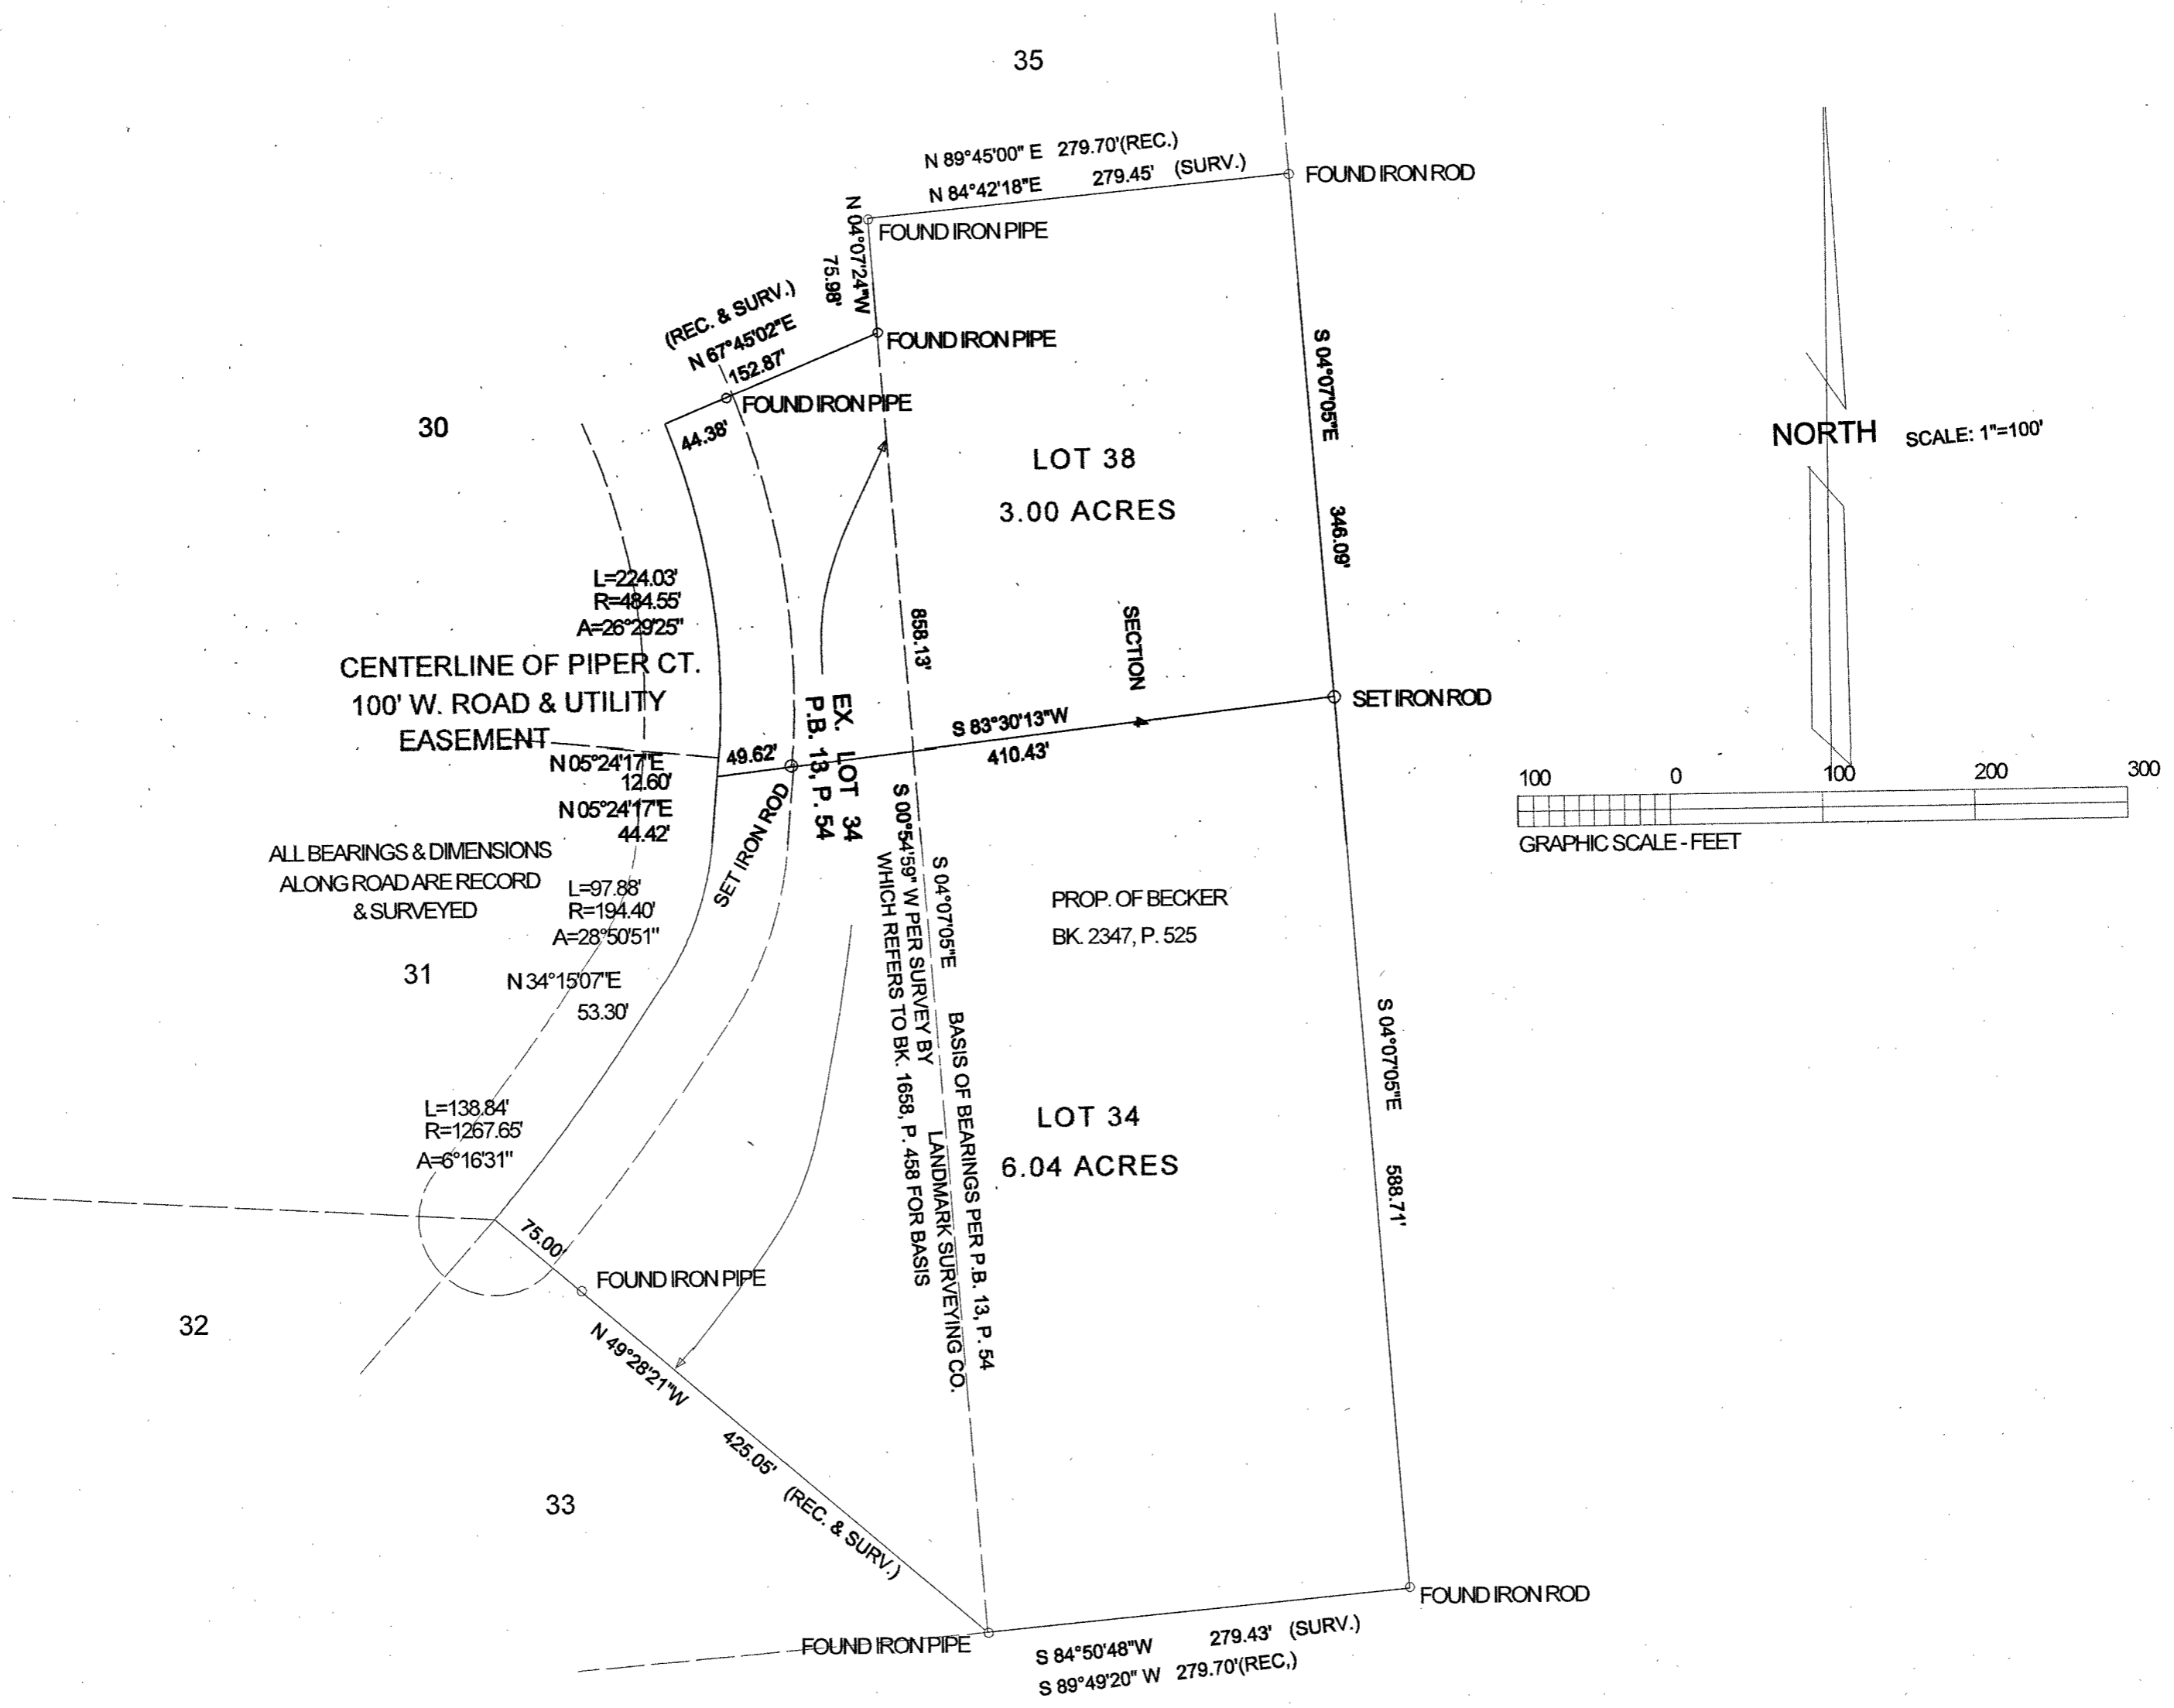 35
N 89°45'00" E 279.70'(REC.)
N 84°42'18"E 279.45' (SURV.)
FOUND IRON ROD
N 04°07'24"W
75.98'
FOUND IRON PIPE
(REC. & SURV.)
N 67°45'02"E
152.87'
FOUND IRON PIPE
FOUND IRON PIPE
44.38'
30
LOT 38
3.00 ACRES
S 04°07'05"E 346.09'
NORTH SCALE: 1"=100'
L=224.03'
R=484.55'
A=26°29'25"
CENTERLINE OF PIPER CT.
100' W. ROAD & UTILITY
EASEMENT
858.13'
SECTION
SET IRON ROD
S 83°30'13"W
410.43'
49.62'
SET IRON ROD
EX. LOT 34
P.B. 13, P. 54
N 05°24'17"E
12.60'
N 05°24'17"E
44.42'
100 0 100 200 300
GRAPHIC SCALE - FEET
ALL BEARINGS & DIMENSIONS
ALONG ROAD ARE RECORD
& SURVEYED
L=97.88'
R=194.40'
A=28°50'51"
31
N 34°15'07"E
53.30'
S 04°07'05"E BASIS OF BEARINGS PER P.B. 13, P. 54
S 00°54'59" W PER SURVEY BY LANDMARK SURVEYING CO.
WHICH REFERS TO BK. 1658, P. 458 FOR BASIS
PROP. OF BECKER
BK. 2347, P. 525
S 04°07'05"E 588.71'
LOT 34
6.04 ACRES
L=138.84'
R=1267.65'
A=6°16'31"
75.00'
FOUND IRON PIPE
32
N 49°28'21"W 425.05' (REC. & SURV.)
33
FOUND IRON ROD
FOUND IRON PIPE
S 84°50'48"W 279.43' (SURV.)
S 89°49'20" W 279.70'(REC,)